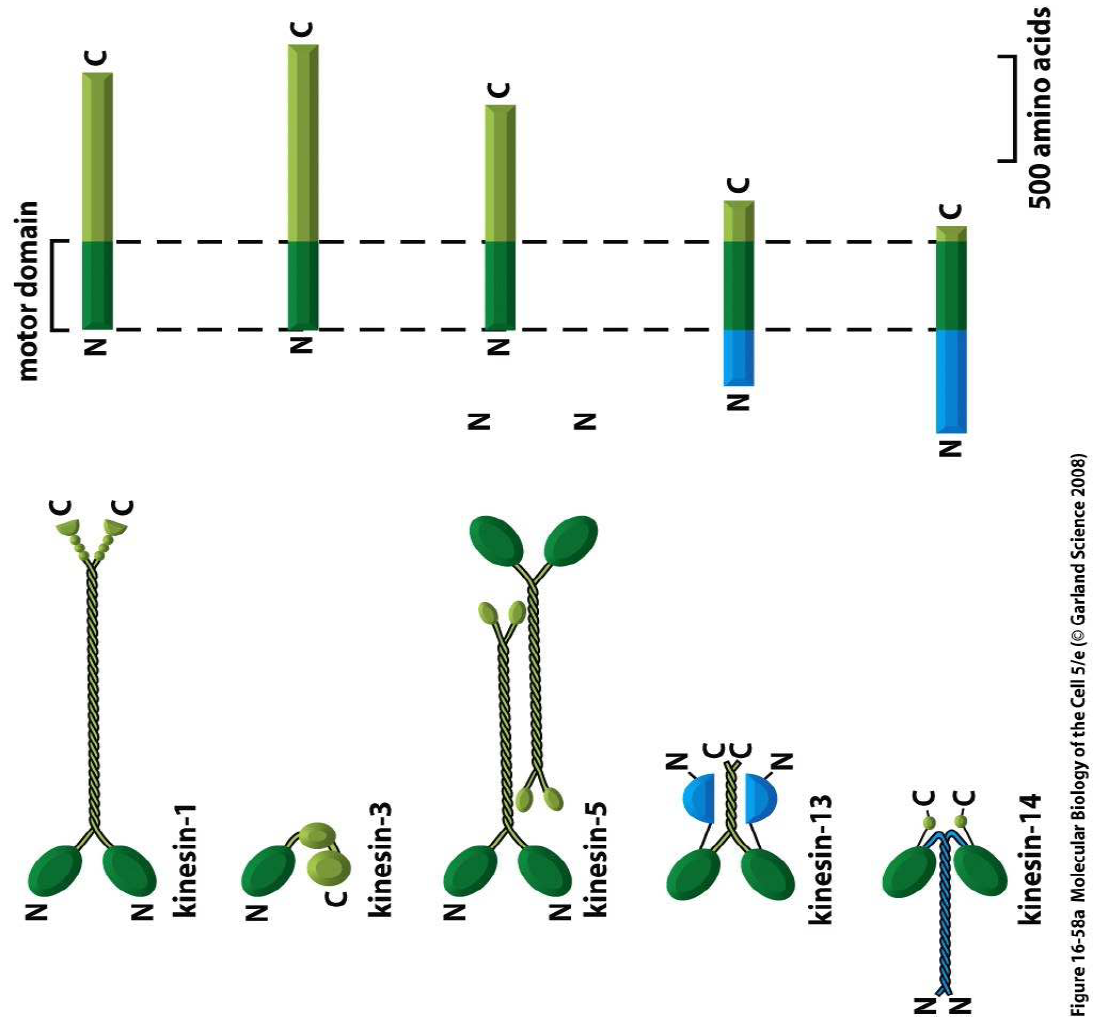 motor domain
N C
N C
N C
kinesin-1
N
N C
C
kinesin-3
N N
N C
N N
kinesin-5
N
C
C
N C
N
kinesin-13
N C
N C
N C
kinesin-14
500 amino acids
Figure 16-58a Molecular Biology of the Cell 5/e (© Garland Science 2008)